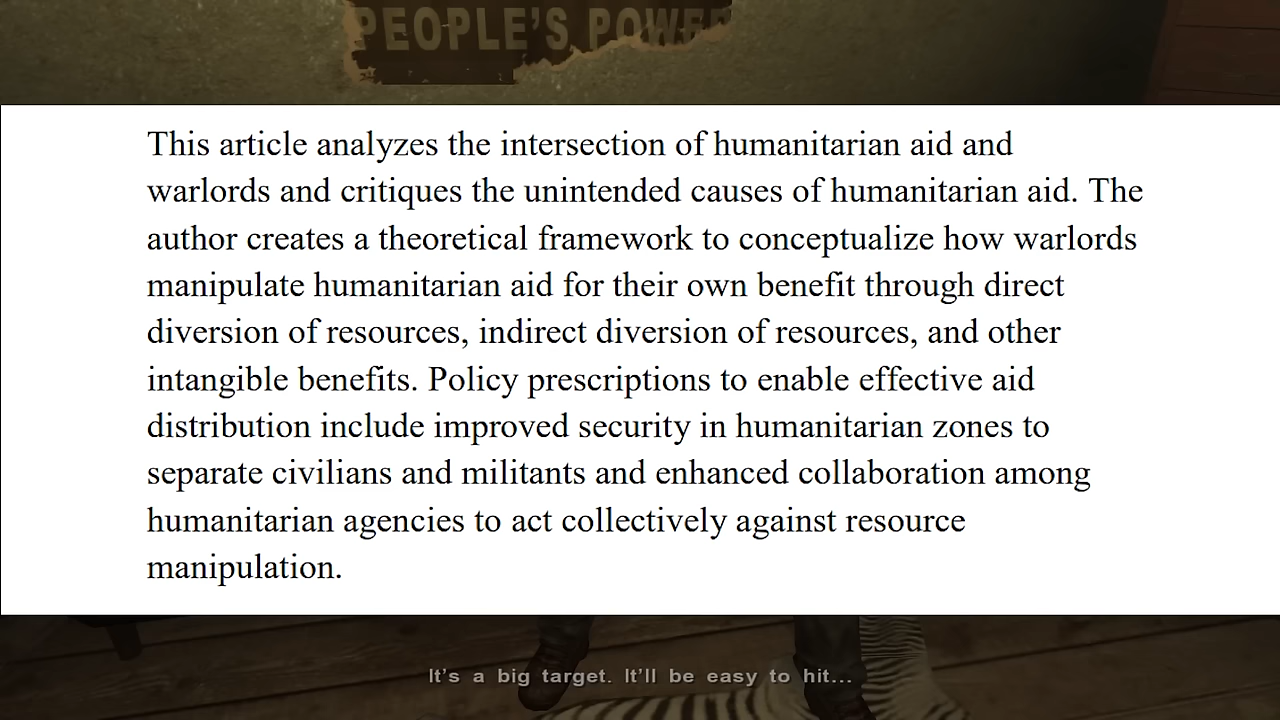 PEOPLE'S POWER
This article analyzes the intersection of humanitarian aid and
warlords and critiques the unintended causes of humanitarian aid. The
author creates a theoretical framework to conceptualize how warlords
manipulate humanitarian aid for their own benefit through direct
diversion of resources, indirect diversion of resources, and other
intangible benefits. Policy prescriptions to enable effective aid
distribution include improved security in humanitarian zones to
separate civilians and militants and enhanced collaboration among
humanitarian agencies to act collectively against resource
manipulation.
It's a big target. It'll be easy to hit...